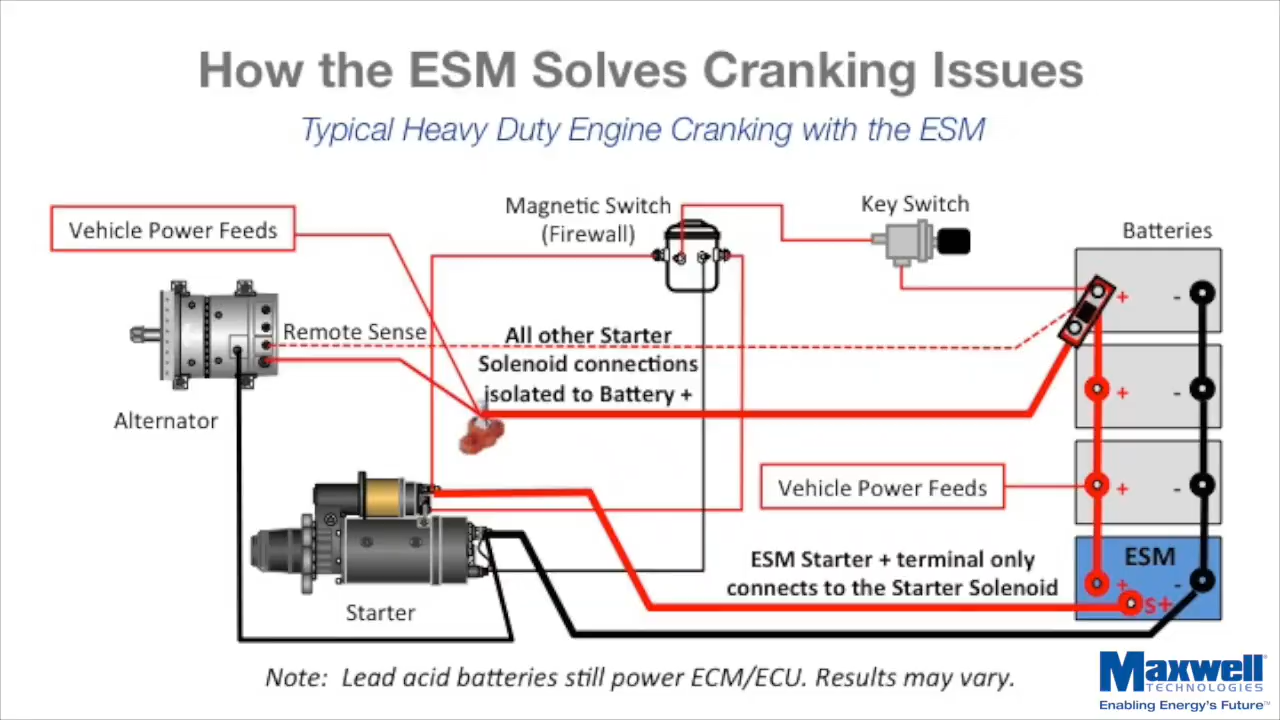 How the ESM Solves Cranking Issues
Typical Heavy Duty Engine Cranking with the ESM
Magnetic Switch
(Firewall)
Key Switch
Vehicle Power Feeds
Batteries
+ -
Remote Sense
All other Starter
Solenoid connections
isolated to Battery +
+ -
Alternator
Vehicle Power Feeds
+ -
ESM Starter + terminal only
connects to the Starter Solenoid
ESM
+ -
S+
Starter
Note: Lead acid batteries still power ECM/ECU. Results may vary.
Maxwell
TECHNOLOGIES
Enabling Energy's Future™